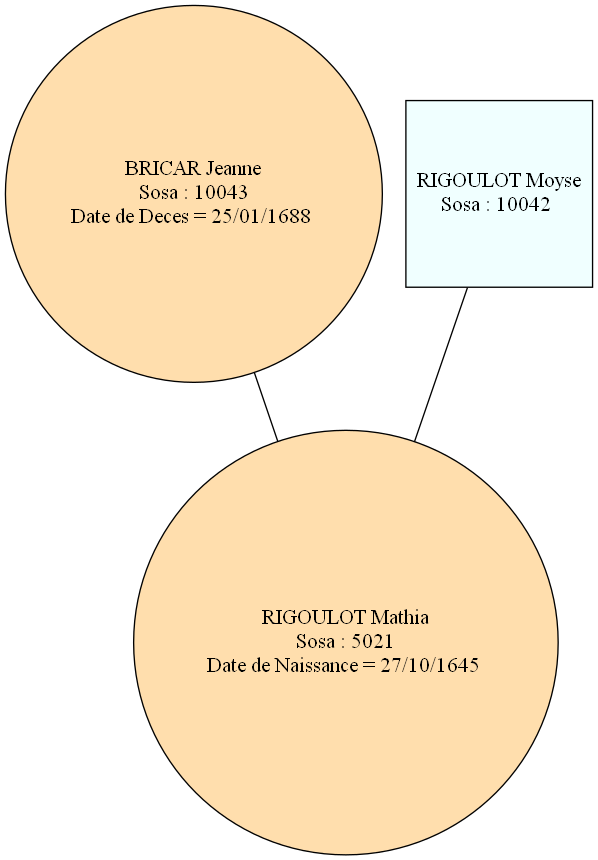 BRICAR Jeanne
Sosa : 10043
Date de Deces = 25/01/1688
RIGOULOT Moyse
Sosa : 10042
RIGOULOT Mathia
Sosa : 5021
Date de Naissance = 27/10/1645